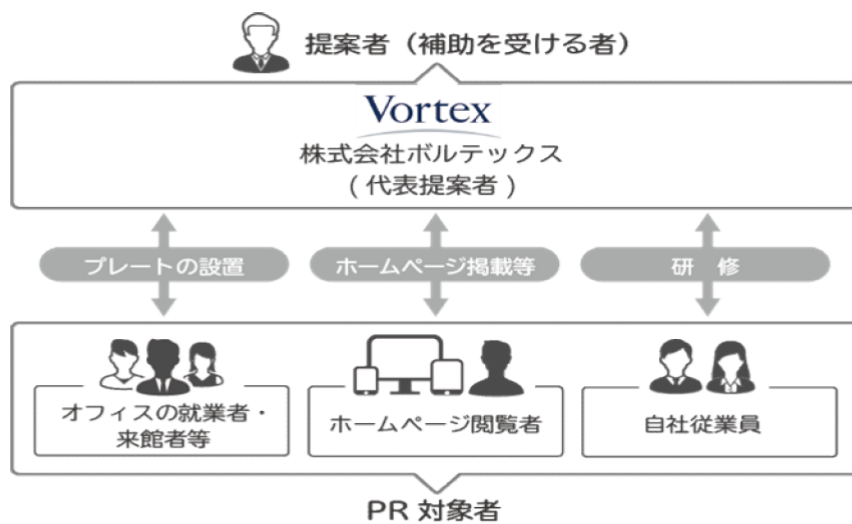 提案者（補助を受ける者）
Vortex
株式会社ボルテックス
( 代表提案者 )
プレートの設置
ホームページ掲載等
研 修
オフィスの就業者・
来館者等
ホームページ閲覧者
自社従業員
PR 対象者